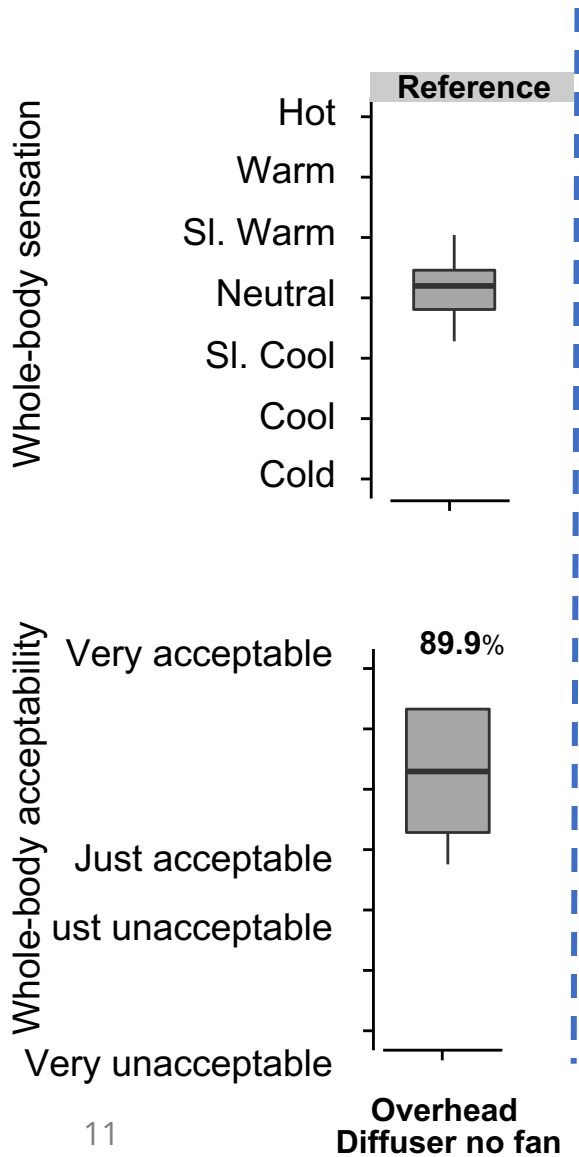 Reference
Whole-body sensation
Hot
Warm
Sl. Warm
Neutral
Sl. Cool
Cool
Cold
Whole-body acceptability
Very acceptable
89.9%
Just acceptable
ust unacceptable
Very unacceptable
Overhead
Diffuser no fan
11